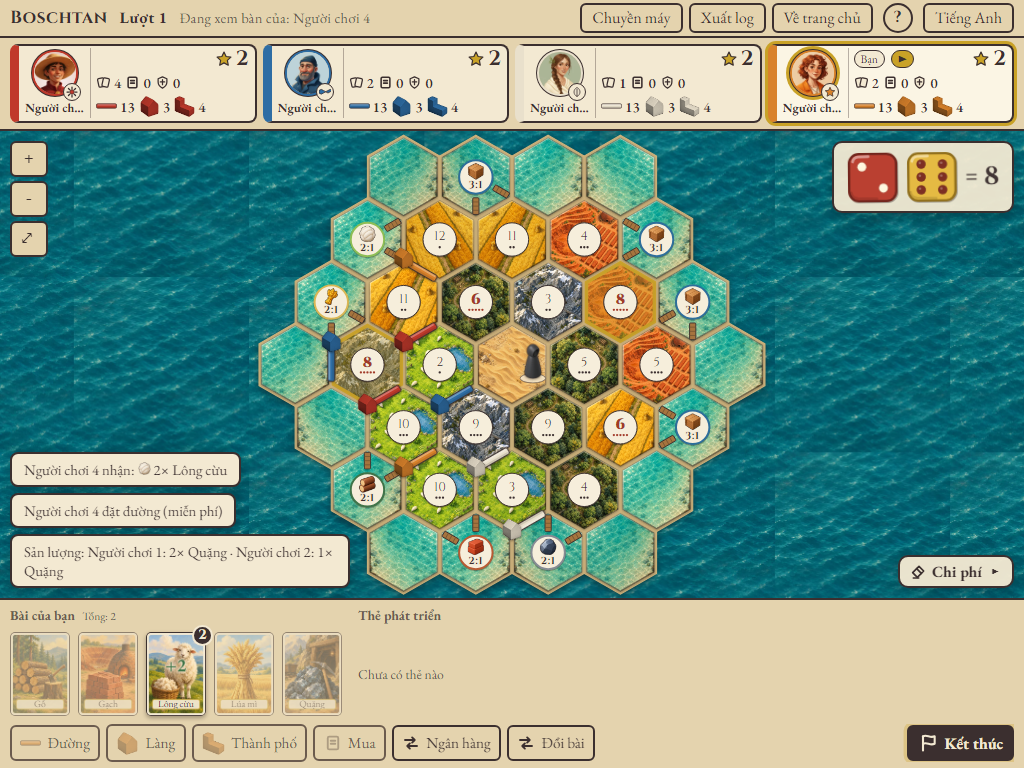 BOSCHTAN Lượt 1 Đang xem bàn của: Người chơi 4
Chuyền máy Xuất log Về trang chủ ? Tiếng Anh
Người ch... 4 0 0 2
13 3 4
Người ch... 2 0 0 2
13 3 4
Người ch... 1 0 0 2
13 3 4
Người ch... Bạn 2 0 0 2
13 3 4
+
-
= 8
3:1
2:1 12 11 4 3:1
2:1 11 6 3 8 3:1
8 2 5 5
10 9 9 6 3:1
2:1 10 3 4
2:1 2:1
Người chơi 4 nhận: 2× Lông cừu
Người chơi 4 đặt đường (miễn phí)
Sản lượng: Người chơi 1: 2× Quặng · Người chơi 2: 1×
Quặng
Chi phí
Bài của bạn Tổng: 2
Gỗ Gạch Lông cừu +2 2 Lúa mì Quặng
Thẻ phát triển
Chưa có thẻ nào
Đường Làng Thành phố Mua Ngân hàng Đổi bài Kết thúc